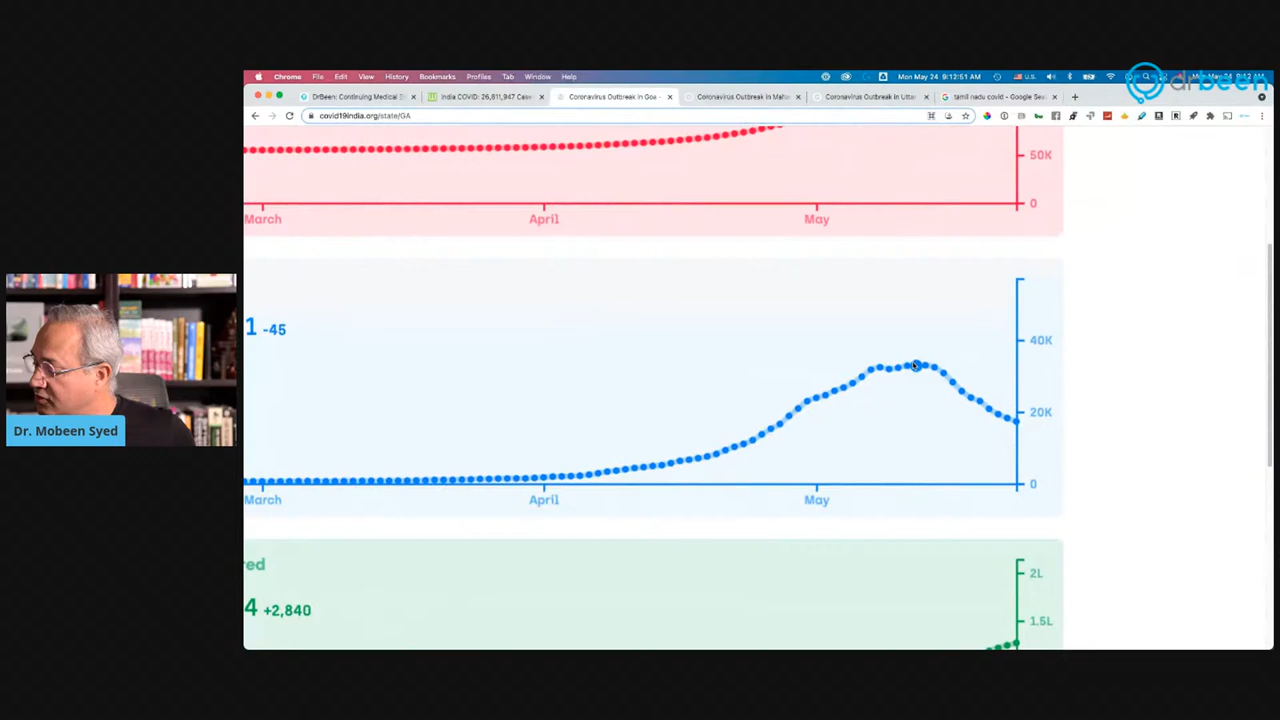 Chrome File Edit View History Bookmarks Profiles Tab Window Help
U.S.
Mon May 24 9:12:51 AM
drbeen
DrBeen: Continuing Medical
India COVID: 26,811,947 Case
Coronavirus Outbreak in Goa -
Coronavirus Outbreak in Mah
Coronavirus Outbreak in Uttar
tamil nadu covid - Google Sea
covid19india.org/state/GA
50K
0
March
April
May
1 -45
40K
20K
0
March
April
May
Dr. Mobeen Syed
ed
4 +2,840
2L
1.5L